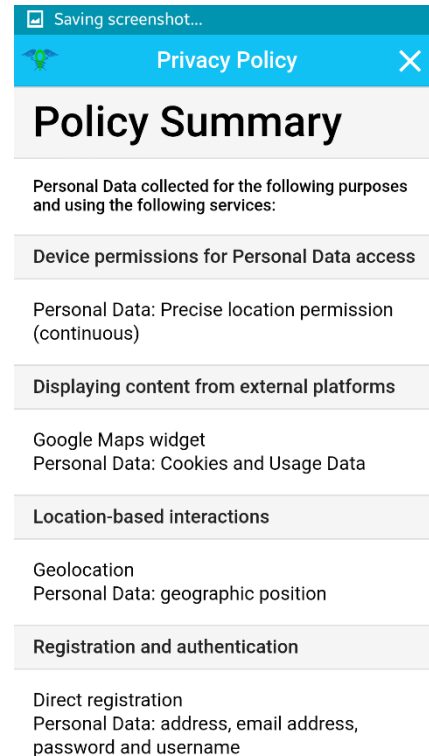 Saving screenshot...
Privacy Policy
Policy Summary
Personal Data collected for the following purposes
and using the following services:
Device permissions for Personal Data access
Personal Data: Precise location permission
(continuous)
Displaying content from external platforms
Google Maps widget
Personal Data: Cookies and Usage Data
Location-based interactions
Geolocation
Personal Data: geographic position
Registration and authentication
Direct registration
Personal Data: address, email address,
password and username